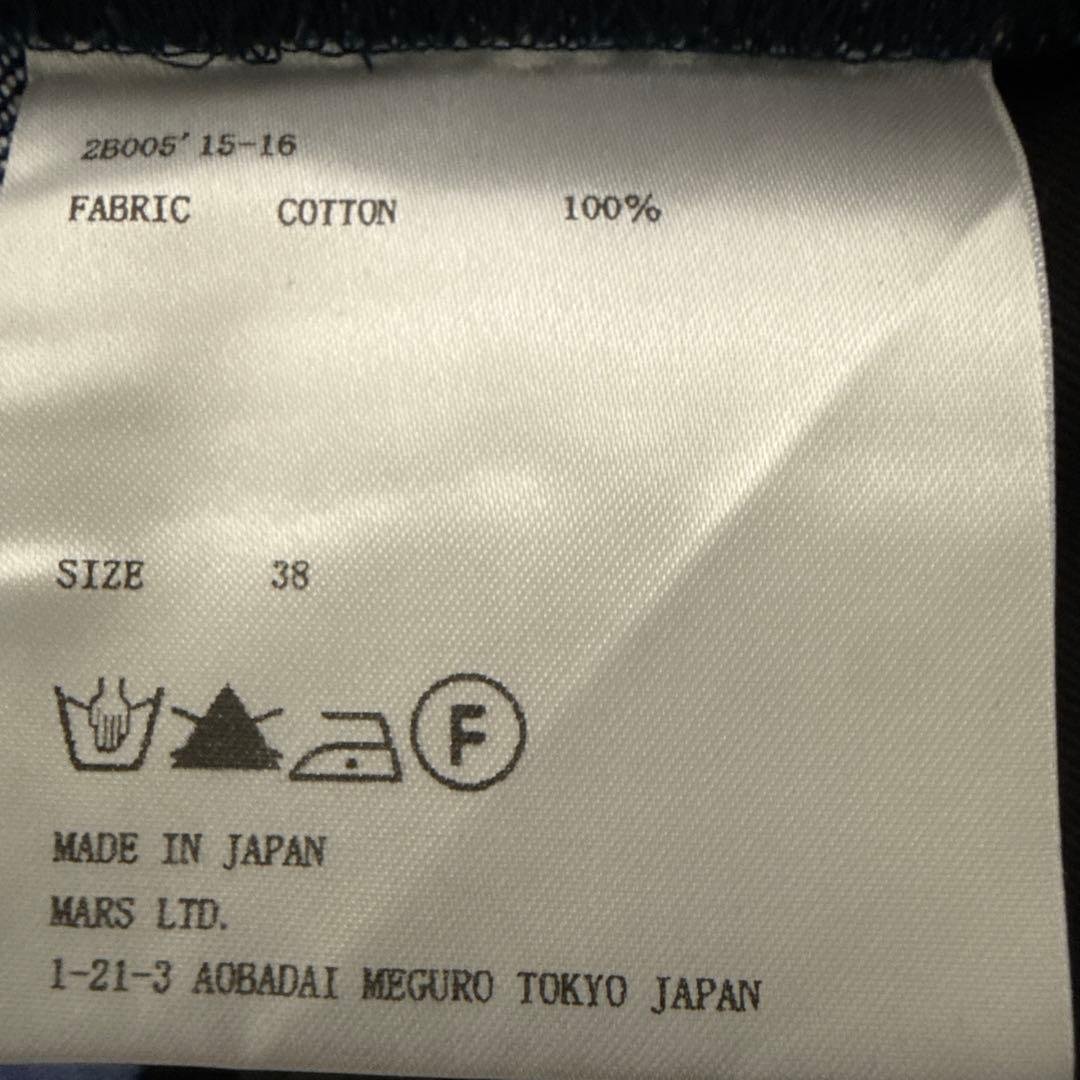 2B005' 15-16
FABRIC COTTON 100%
SIZE 38
F
MADE IN JAPAN
MARS LTD.
1-21-3 AOBADAI MEGURO TOKYO JAPAN